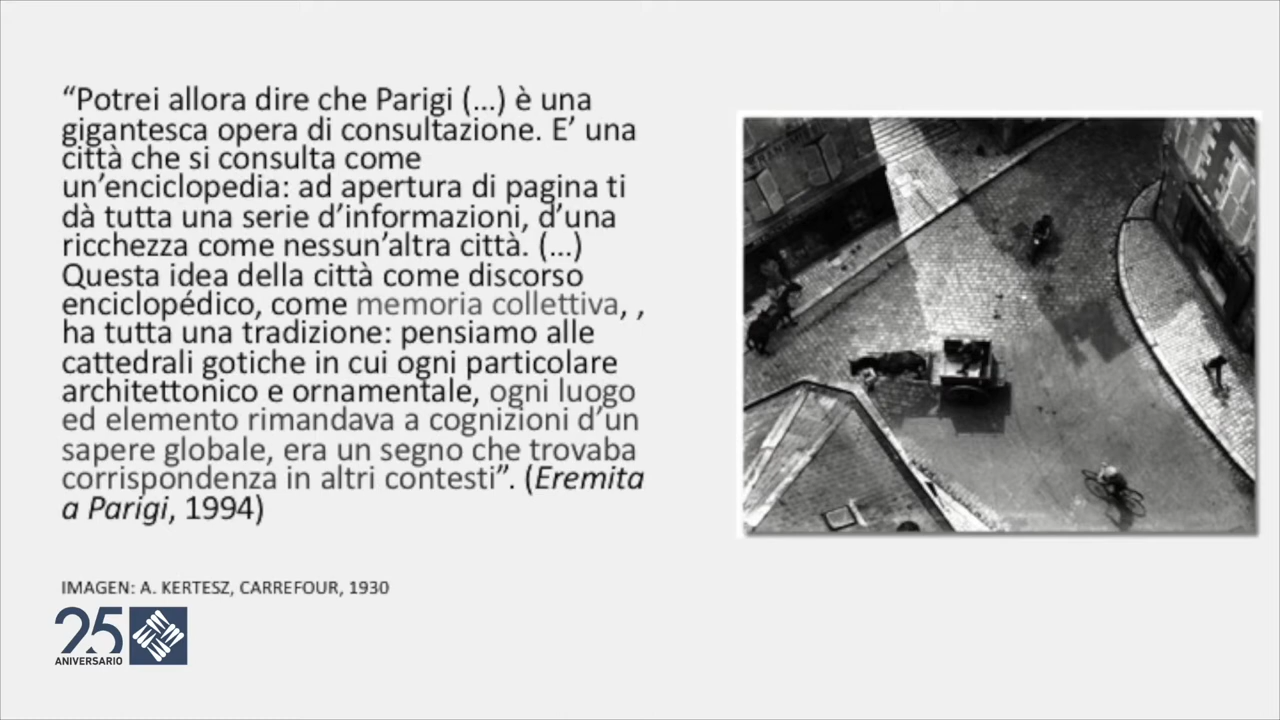 “Potrei allora dire che Parigi (...) è una
gigantesca opera di consultazione. E’ una
città che si consulta come
un’enciclopedia: ad apertura di pagina ti
dà tutta una serie d’informazioni, d’una
ricchezza come nessun’altra città. (...)
Questa idea della città come discorso
enciclopédico, come memoria collettiva, ,
ha tutta una tradizione: pensiamo alle
cattedrali gotiche in cui ogni particolare
architettonico e ornamentale, ogni luogo
ed elemento rimandava a cognizioni d’un
sapere globale, era un segno che trovaba
corrispondenza in altri contesti”. (Eremita
a Parigi, 1994)
IMAGEN: A. KERTESZ, CARREFOUR, 1930
25
ANIVERSARIO